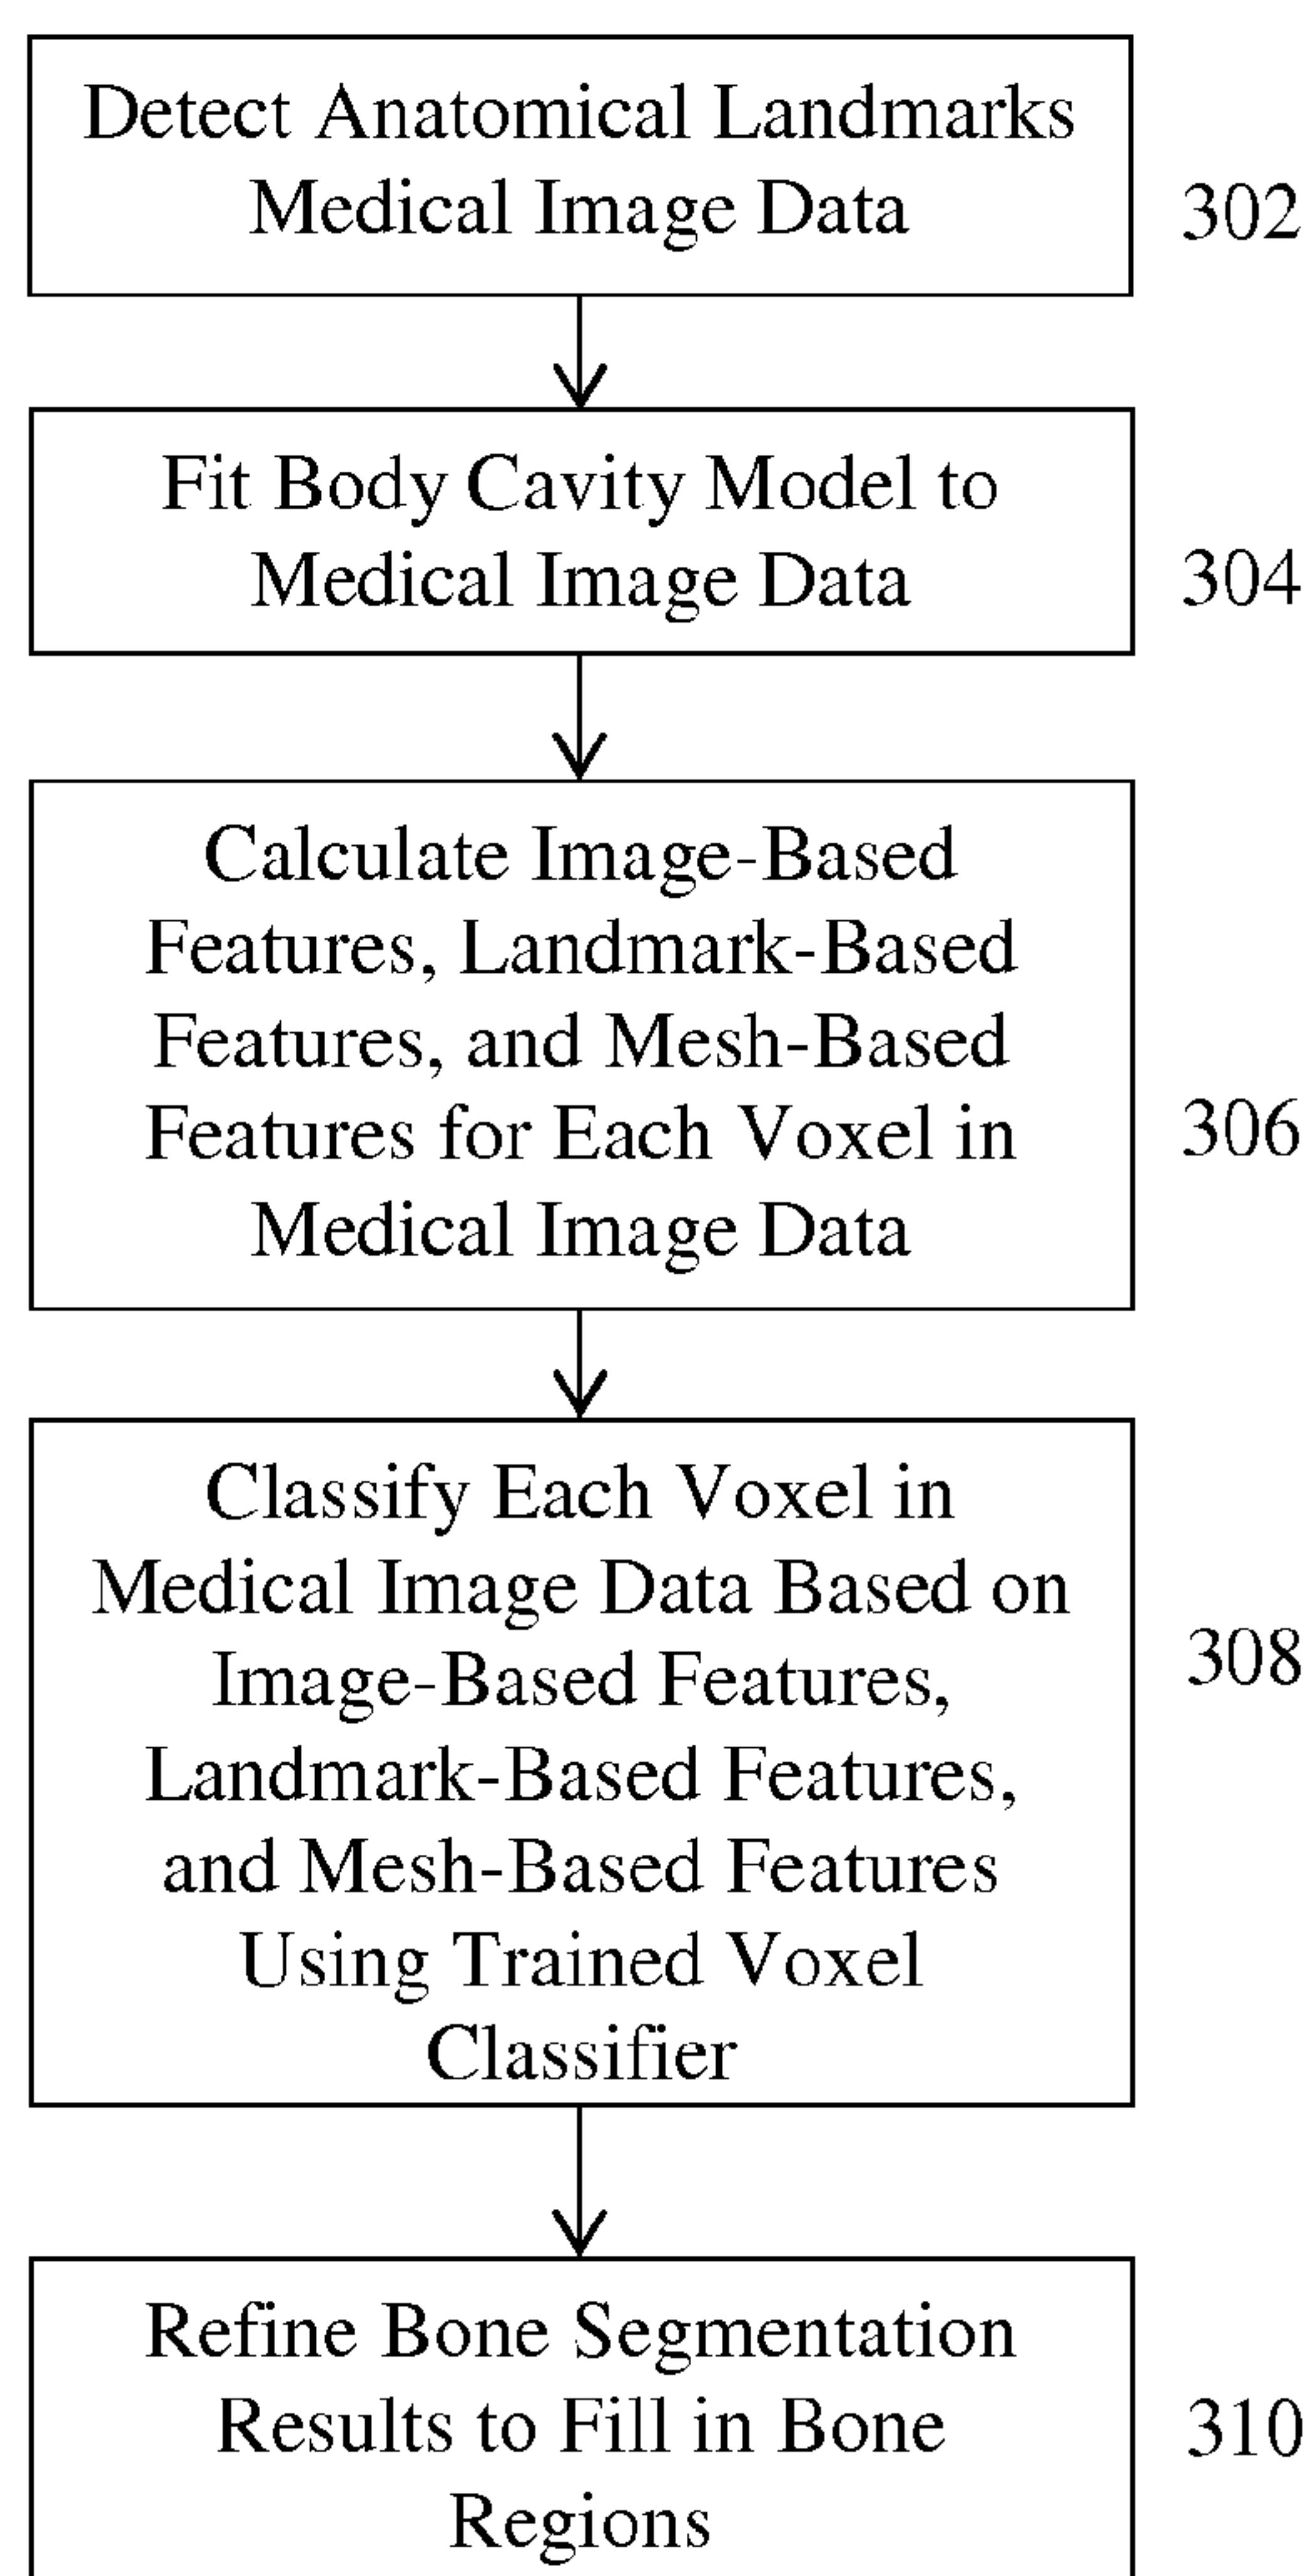 Detect Anatomical Landmarks
Medical Image Data
302
Fit Body Cavity Model to
Medical Image Data
304
Calculate Image-Based
Features, Landmark-Based
Features, and Mesh-Based
Features for Each Voxel in
Medical Image Data
306
Classify Each Voxel in
Medical Image Data Based on
Image-Based Features,
Landmark-Based Features,
and Mesh-Based Features
Using Trained Voxel
Classifier
308
Refine Bone Segmentation
Results to Fill in Bone
Regions
310